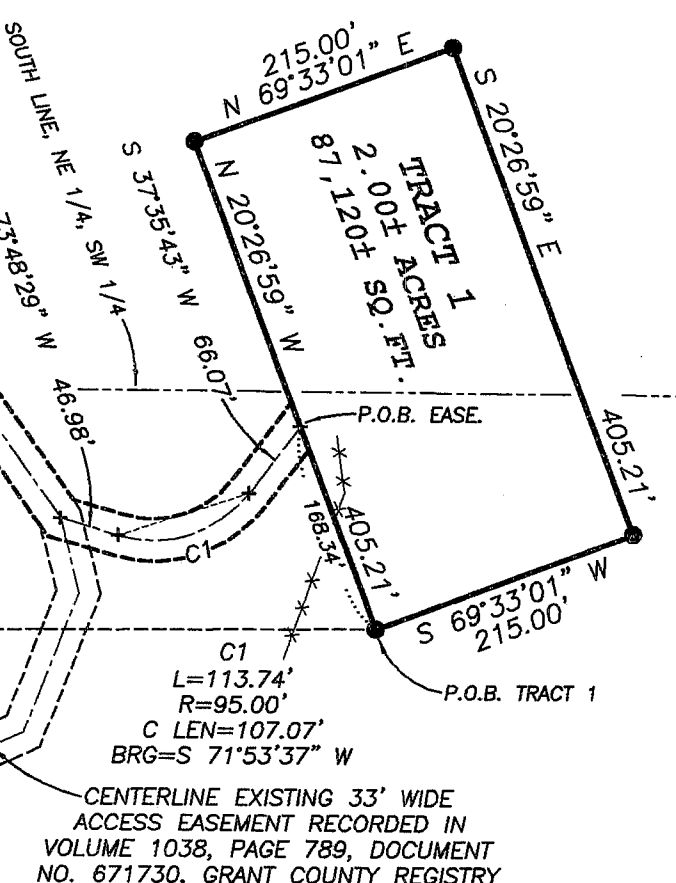 215.00'
N 69°33'01" E
S 20°26'59" E
405.21'
SOUTH LINE, NE 1/4, SW 1/4
S 37°35'43" W 66.07'
73°48'29" W 46.98'
N 20°26'59" W
405.21'
TRACT 1
2.00± ACRES
87,120± SQ.FT.
P.O.B. EASE.
168.34'
C1
S 69°33'01" W
215.00'
P.O.B. TRACT 1
C1
L=113.74'
R=95.00'
C LEN=107.07'
BRG=S 71°53'37" W
CENTERLINE EXISTING 33' WIDE
ACCESS EASEMENT RECORDED IN
VOLUME 1038, PAGE 789, DOCUMENT
NO. 671730, GRANT COUNTY REGISTRY